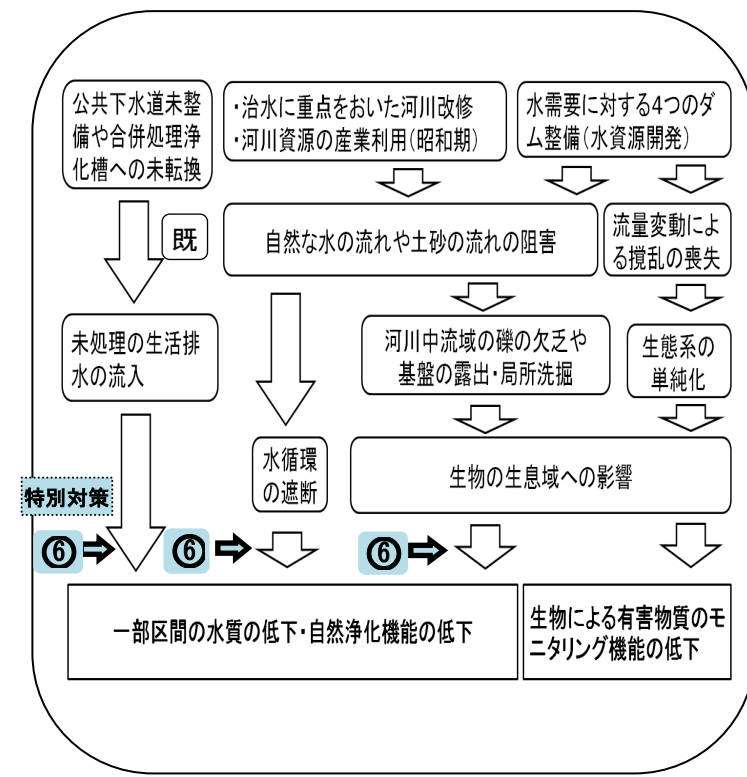 公共下水道未整
備や合併処理浄
化槽への未転換
・治水に重点をおいた河川改修
・河川資源の産業利用（昭和期）
水需要に対する4つのダ
ム整備（水資源開発）
既
自然な水の流れや土砂の流れの阻害
流量変動によ
る撹乱の喪失
未処理の生活排
水の流入
河川中流域の礫の欠乏や
基盤の露出・局所洗掘
生態系の
単純化
水循環
の遮断
生物の生息域への影響
特別対策
⑥
⑥
⑥
一部区間の水質の低下・自然浄化機能の低下
生物による有害物質のモ
ニタリング機能の低下